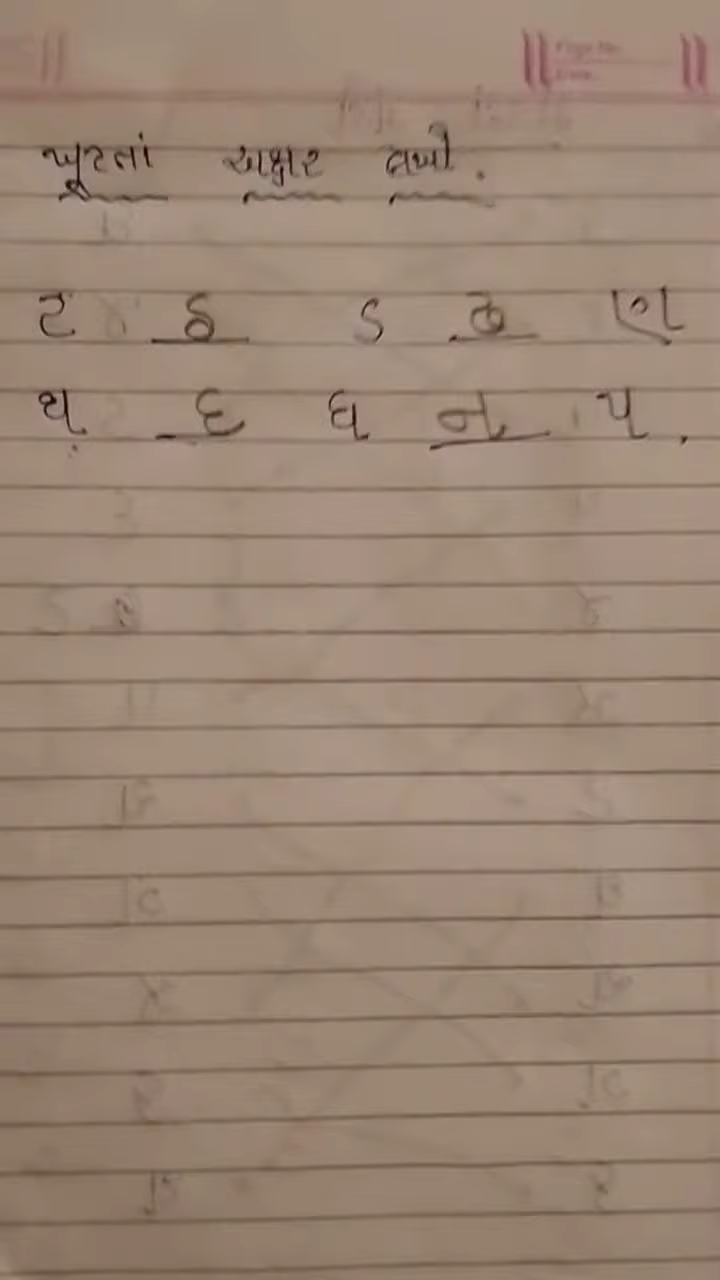 ખૂટતાં અક્ષર લખો.
ટ ઠ ડ ઢ ણ
થ દ ધ ન પ.